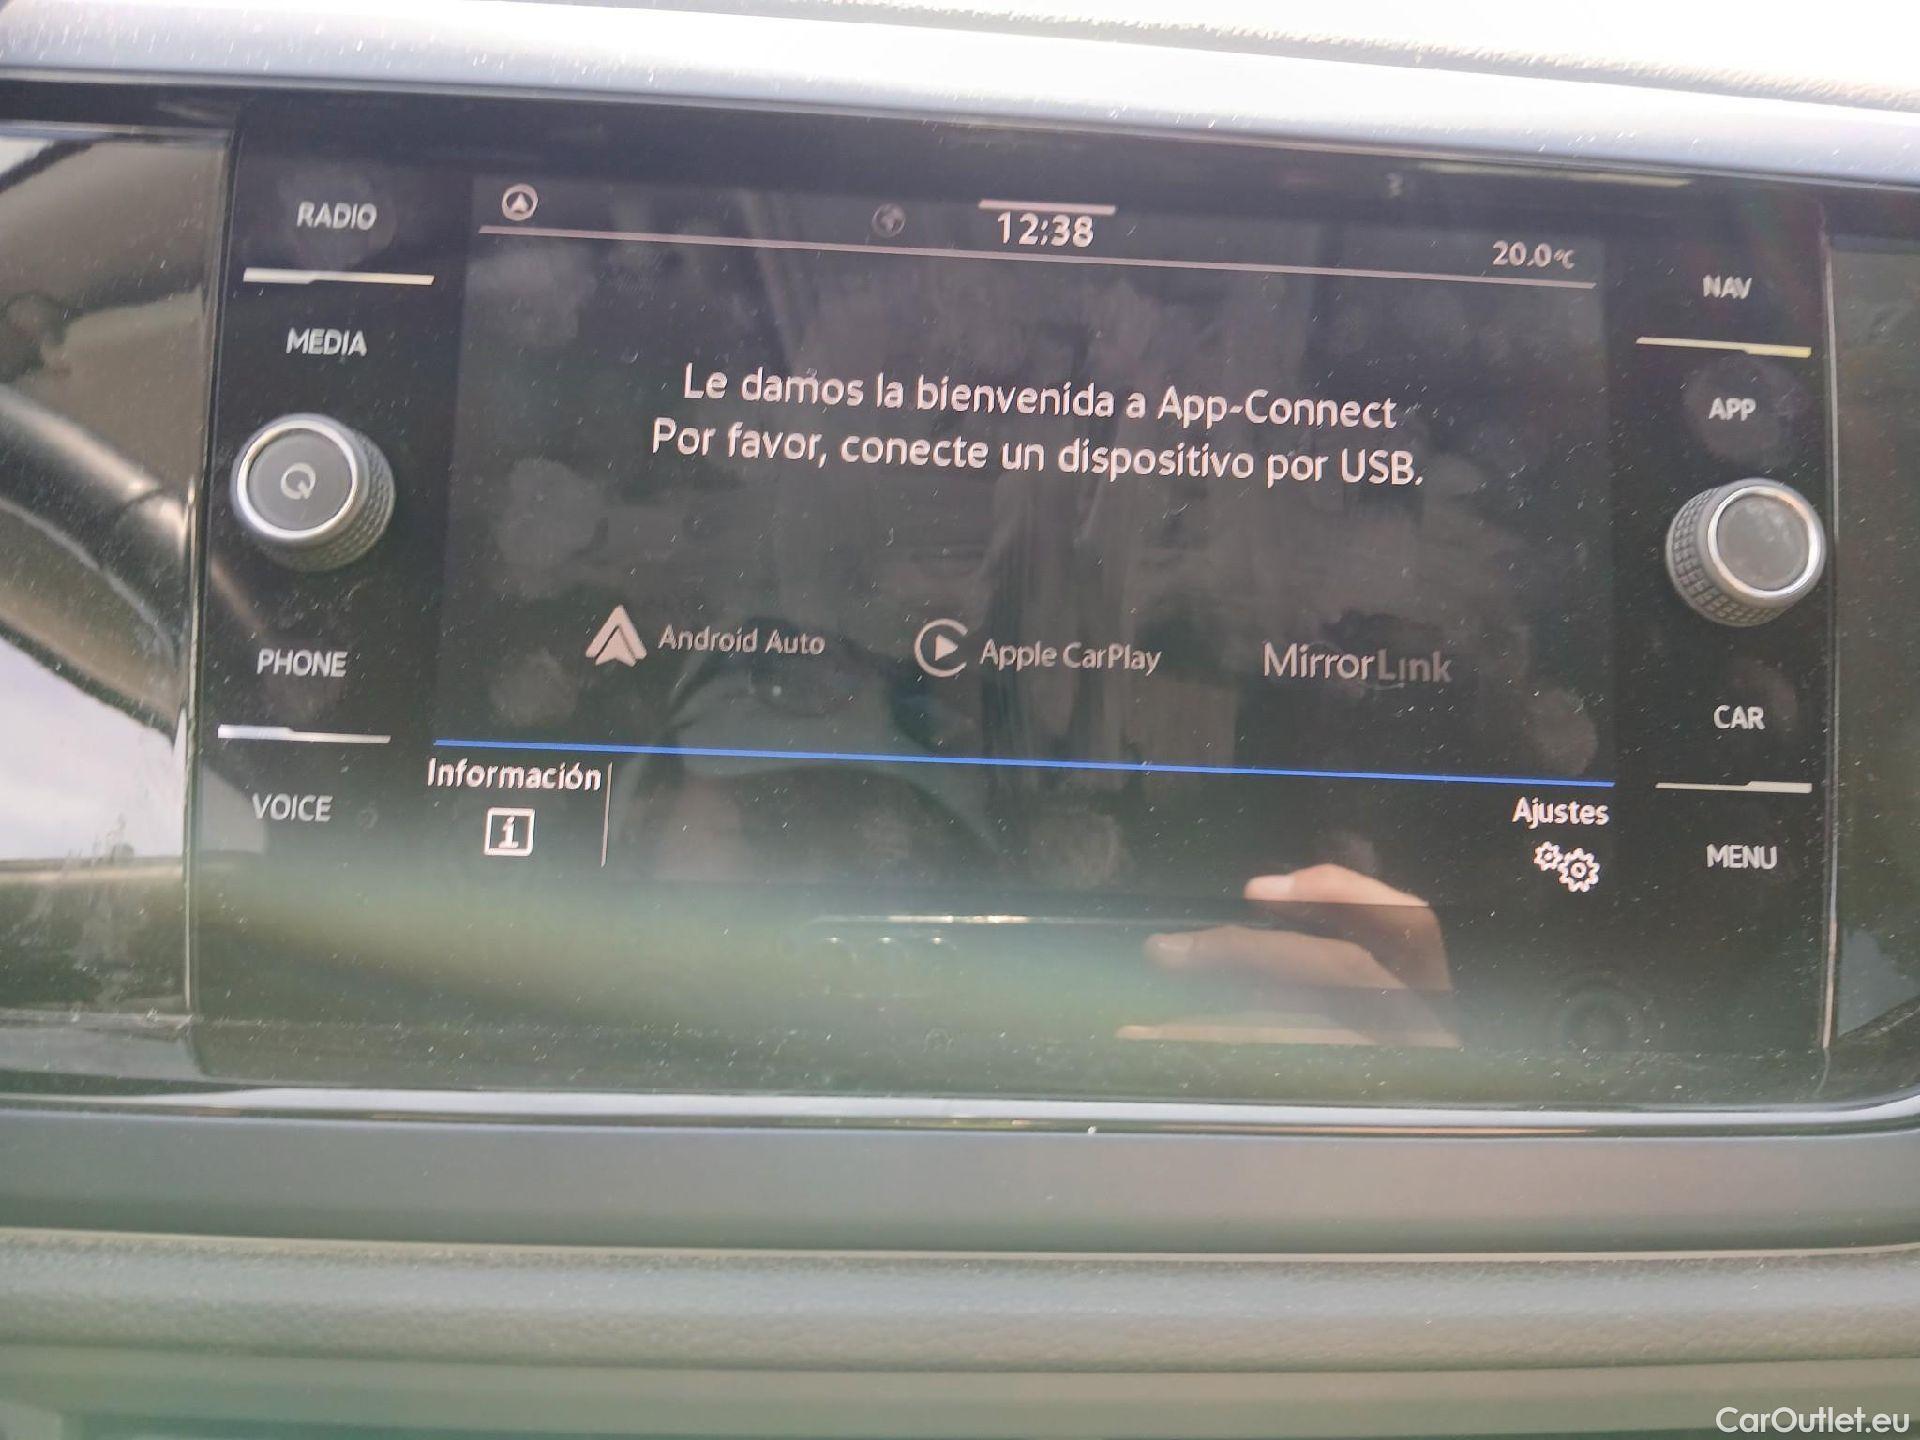 RADIO
MEDIA
PHONE
VOICE
12:38
20.0°C
Le damos la bienvenida a App-Connect
Por favor, conecte un dispositivo por USB.
Android Auto
Apple CarPlay
MirrorLink
Información
i
Ajustes
NAV
APP
CAR
MENU
CarOutlet.eu